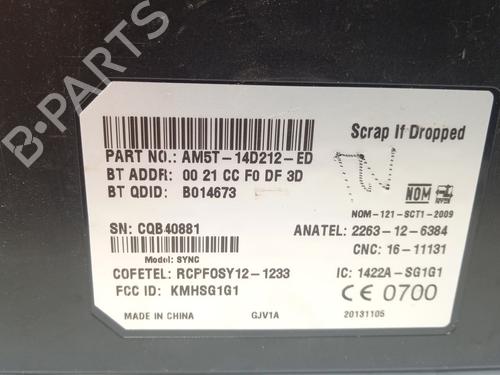 B-PARTS
Scrap If Dropped
PART NO.: AM5T-14D212-ED
BT ADDR: 00 21 CC F0 DF 3D
BT QDID: B014673
NOM
NOM-121-SCT1-2009
SN: CQB40881
ANATEL: 2263-12-6384
Model: SYNC
CNC: 16-11131
COFETEL: RCPFOSY12-1233
IC: 1422A-SG1G1
FCC ID: KMHSG1G1
CE 0700
MADE IN CHINA
GJV1A
20131105